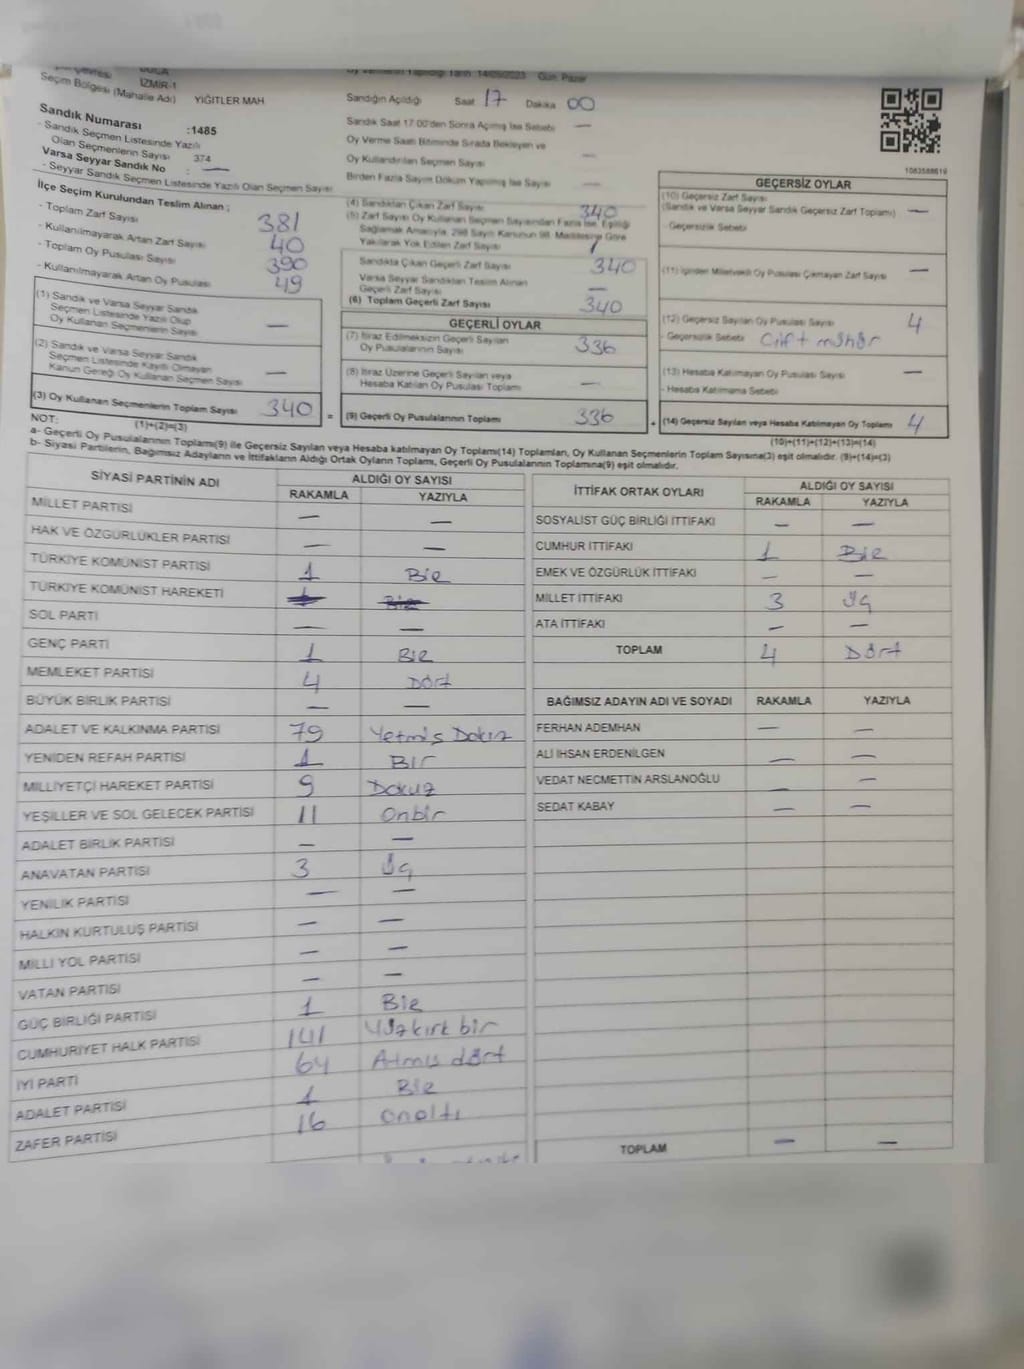 BUCA
Oy Vermenin Yapıldığı Tarih 14/05/2023 Gün Pazar
İZMİR-1
Seçim Bölgesi (Mahalle Adı) YİĞİTLER MAH
Sandığın Açıldığı Saat 17 Dakika 00
Sandık Saat 17:00'den Sonra Açılmış İse Sebebi —
Oy Verme Saati Bitiminde Sırada Bekleyen ve
Oy Kullandırılan Seçmen Sayısı —
Birden Fazla Sayım Döküm Yapılmış İse Sayısı —
Sandık Numarası :1485
- Sandık Seçmen Listesinde Yazılı
Olan Seçmenlerin Sayısı 374
Varsa Seyyar Sandık No : —
- Seyyar Sandık Seçmen Listesinde Yazılı Olan Seçmen Sayısı
İlçe Seçim Kurulundan Teslim Alınan ;
- Toplam Zarf Sayısı 381
- Kullanılmayarak Artan Zarf Sayısı 40
- Toplam Oy Pusulası Sayısı 390
- Kullanılmayarak Artan Oy Pusulası 49
(1) Sandık ve Varsa Seyyar Sandık
Seçmen Listesinde Yazılı Olup
Oy Kullanan Seçmenlerin Sayısı —
(2) Sandık ve Varsa Seyyar Sandık
Seçmen Listesinde Kayıtlı Olmayan
Kanun Gereği Oy Kullanan Seçmen Sayısı —
(3) Oy Kullanan Seçmenlerin Toplam Sayısı 340 =
(1)+(2)=(3)
(4) Sandıktan Çıkan Zarf Sayısı 340
(5) Zarf Sayısı Oy Kullanan Seçmen Sayısından Fazla İse, Eşitliği
Sağlamak Amacıyla, 298 Sayılı Kanunun 98. Maddesine Göre
Yakılarak Yok Edilen Zarf Sayısı
Sandıkta Çıkan Geçerli Zarf Sayısı 340
Varsa Seyyar Sandıktan Teslim Alınan
Geçerli Zarf Sayısı —
(6) Toplam Geçerli Zarf Sayısı 340
GEÇERLİ OYLAR
(7) İtiraz Edilmeksizin Geçerli Sayılan
Oy Pusulalarının Sayısı 336
(8) İtiraz Üzerine Geçerli Sayılan veya
Hesaba Katılan Oy Pusulası Toplamı —
(9) Geçerli Oy Pusulalarının Toplamı 336 +
1083588619
GEÇERSİZ OYLAR
(10) Geçersiz Zarf Sayısı
(Sandık ve Varsa Seyyar Sandık Geçersiz Zarf Toplamı) —
- Geçersizlik Sebebi
(11) İçinden Milletvekili Oy Pusulası Çıkmayan Zarf Sayısı —
(12) Geçersiz Sayılan Oy Pusulası Sayısı 4
- Geçersizlik Sebebi Çift mühür
(13) Hesaba Katılmayan Oy Pusulası Sayısı —
- Hesaba Katılmama Sebebi
(14) Geçersiz Sayılan veya Hesaba Katılmayan Oy Toplamı 4
(10)+(11)+(12)+(13)=(14)
NOT:
a- Geçerli Oy Pusulalarının Toplamı(9) ile Geçersiz Sayılan veya Hesaba katılmayan Oy Toplamı(14) Toplamları, Oy Kullanan Seçmenlerin Toplam Sayısına(3) eşit olmalıdır. (9)+(14)=(3)
b- Siyasi Partilerin, Bağımsız Adayların ve İttifakların Aldığı Ortak Oyların Toplamı, Geçerli Oy Pusulalarının Toplamına(9) eşit olmalıdır.
SİYASİ PARTİNİN ADI ALDIĞI OY SAYISI
RAKAMLA YAZIYLA
MİLLET PARTİSİ — —
HAK VE ÖZGÜRLÜKLER PARTİSİ — —
TÜRKİYE KOMÜNİST PARTİSİ 1 Bir
TÜRKİYE KOMÜNİST HAREKETİ
SOL PARTİ — —
GENÇ PARTİ 1 Bir
MEMLEKET PARTİSİ 4 Dört
BÜYÜK BİRLİK PARTİSİ — —
ADALET VE KALKINMA PARTİSİ 79 Yetmiş Dokuz
YENİDEN REFAH PARTİSİ 1 Bir
MİLLİYETÇİ HAREKET PARTİSİ 9 Dokuz
YEŞİLLER VE SOL GELECEK PARTİSİ 11 Onbir
ADALET BİRLİK PARTİSİ — —
ANAVATAN PARTİSİ 3 Üç
YENİLİK PARTİSİ — —
HALKIN KURTULUŞ PARTİSİ — —
MİLLİ YOL PARTİSİ — —
VATAN PARTİSİ — —
GÜÇ BİRLİĞİ PARTİSİ 1 Bir
CUMHURİYET HALK PARTİSİ 141 Yüzkırk bir
İYİ PARTİ 64 Atmış dört
ADALET PARTİSİ 1 Bir
ZAFER PARTİSİ 16 Onaltı
İTTİFAK ORTAK OYLARI ALDIĞI OY SAYISI
RAKAMLA YAZIYLA
SOSYALİST GÜÇ BİRLİĞİ İTTİFAKI — —
CUMHUR İTTİFAKI 1 Bir
EMEK VE ÖZGÜRLÜK İTTİFAKI — —
MİLLET İTTİFAKI 3 Üç
ATA İTTİFAKI — —
TOPLAM 4 Dört
BAĞIMSIZ ADAYIN ADI VE SOYADI RAKAMLA YAZIYLA
FERHAN ADEMHAN — —
ALİ İHSAN ERDENİLGEN — —
VEDAT NECMETTİN ARSLANOĞLU — —
SEDAT KABAY — —
TOPLAM — —